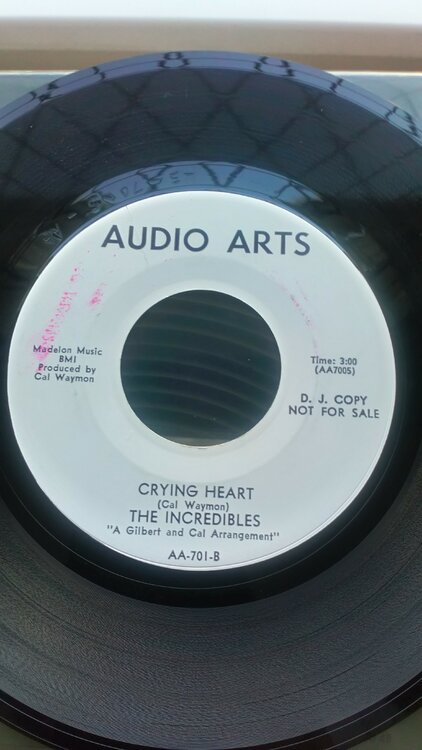 AUDIO ARTS
Madelon Music
BMI
Produced by
Cal Waymon
Time: 3:00
(AA7005)
D. J. COPY
NOT FOR SALE
CRYING HEART
(Cal Waymon)
THE INCREDIBLES
"A Gilbert and Cal Arrangement"
AA-701-B